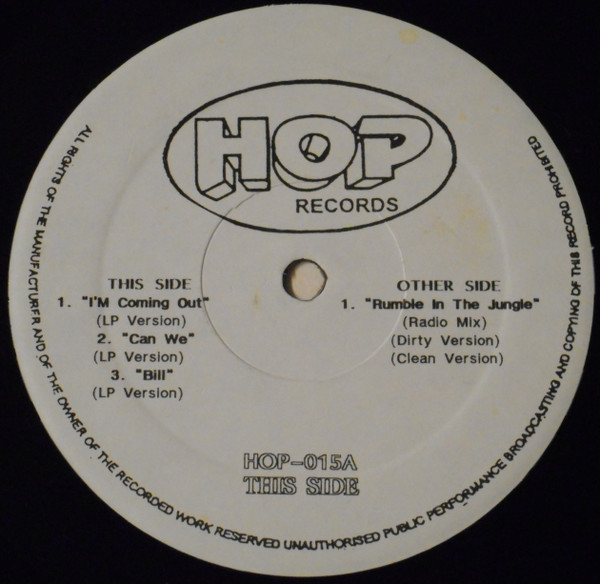 HOP
RECORDS
THIS SIDE
1. "I'M Coming Out"
(LP Version)
2. "Can We"
(LP Version)
3. "Bill"
(LP Version)
OTHER SIDE
1. "Rumble In The Jungle"
(Radio Mix)
(Dirty Version)
(Clean Version)
HOP-015A
THIS SIDE
ALL RIGHTS OF THE MANUFACTURER AND OF THE OWNER OF THE RECORDED WORK RESERVED UNAUTHORISED PUBLIC PERFORMANCE BROADCASTING AND COPYING OF THIS RECORD PROHIBITED